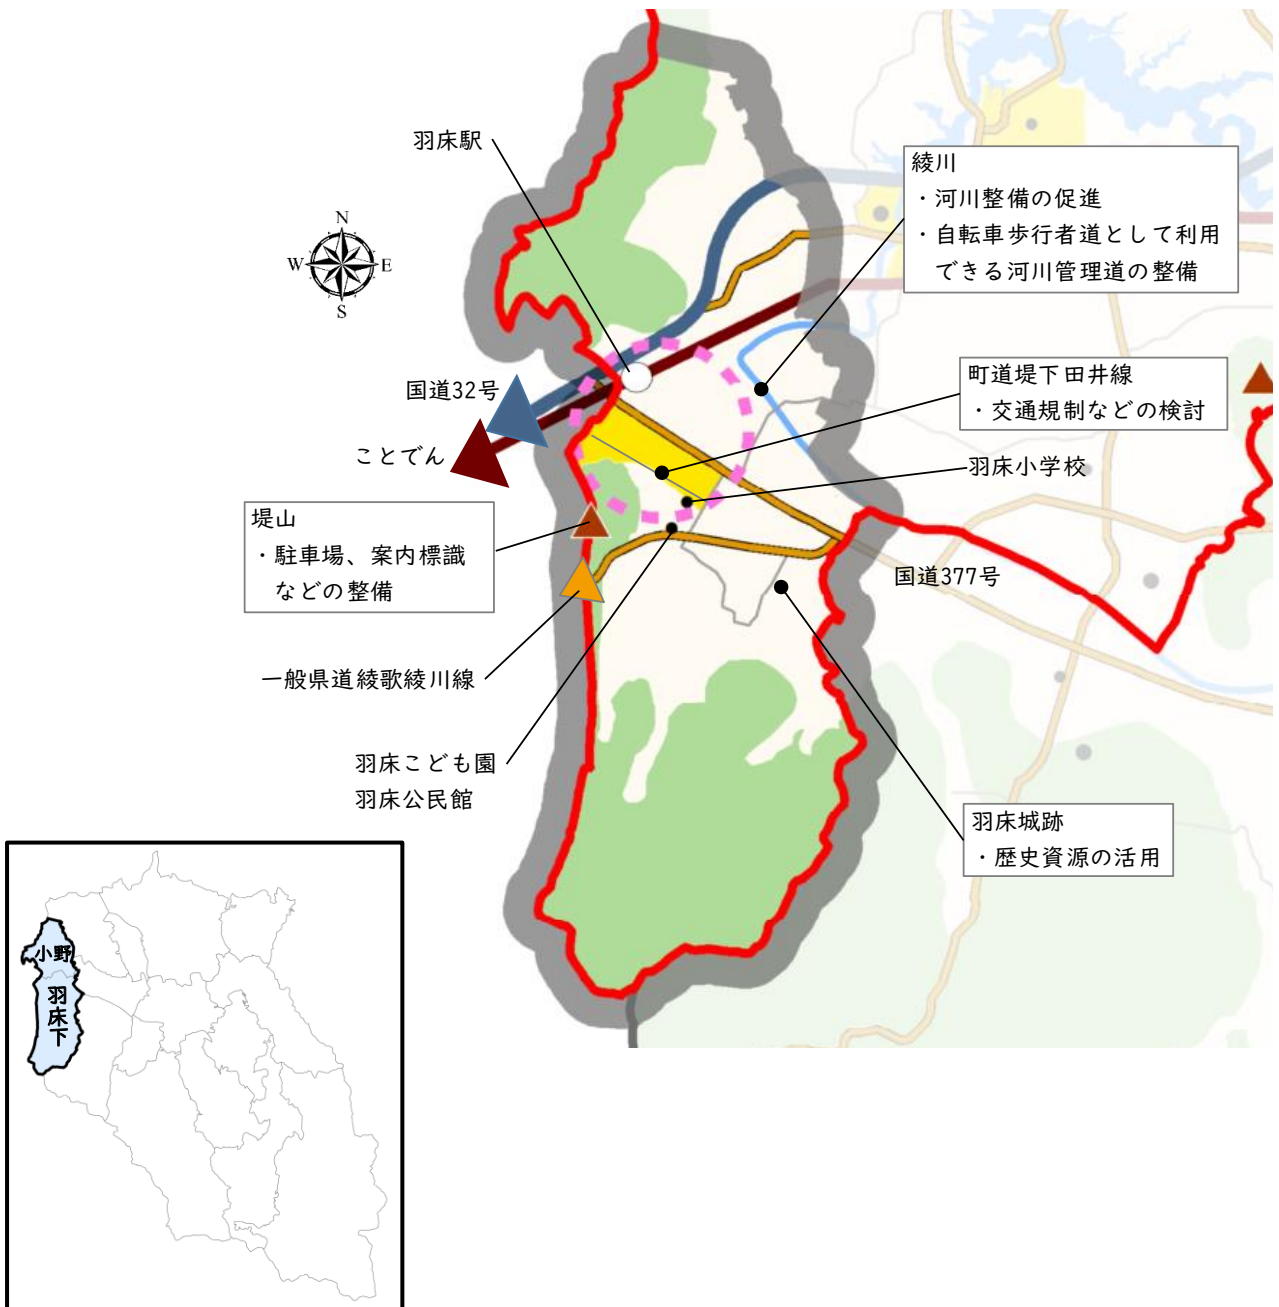 羽床駅
綾川
・河川整備の促進
・自転車歩行者道として利用
できる河川管理道の整備
N
W
E
S
町道堤下田井線
・交通規制などの検討
国道32号
ことでん
羽床小学校
堤山
・駐車場、案内標識
などの整備
国道377号
一般県道綾歌綾川線
羽床こども園
羽床公民館
羽床城跡
・歴史資源の活用
小野
羽床下